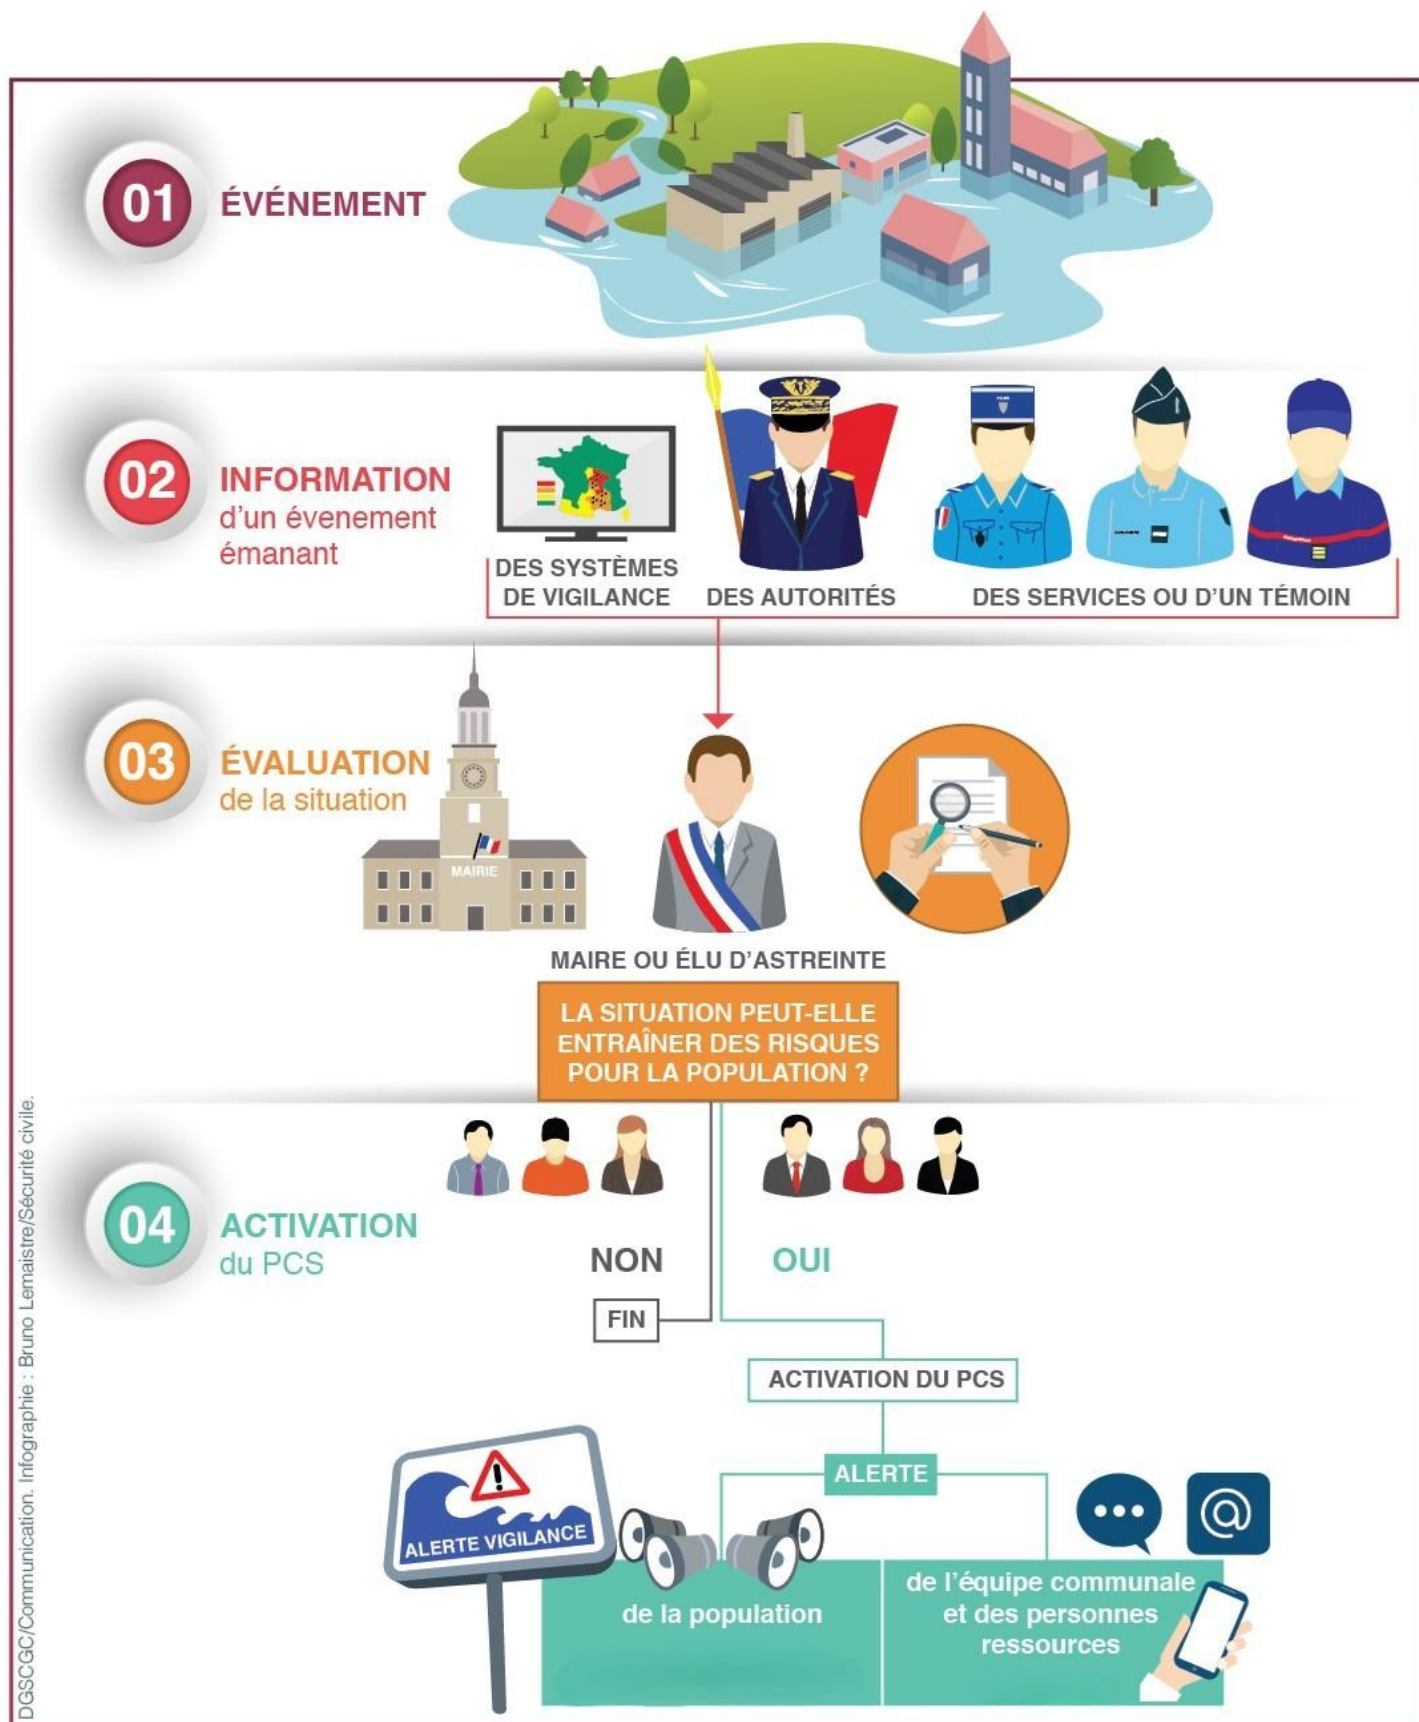 01
ÉVÉNEMENT
02
INFORMATION
d'un évenement
émanant
DES SYSTÈMES
DE VIGILANCE
DES AUTORITÉS
DES SERVICES OU D'UN TÉMOIN
03
ÉVALUATION
de la situation
MAIRIE
MAIRE OU ÉLU D'ASTREINTE
LA SITUATION PEUT-ELLE
ENTRAÎNER DES RISQUES
POUR LA POPULATION ?
04
ACTIVATION
du PCS
NON
OUI
FIN
ACTIVATION DU PCS
ALERTE
ALERTE VIGILANCE
@
de la population
de l'équipe communale
et des personnes
ressources
DGSCGC/Communication. Infographie : Bruno Lemaistre/Sécurité civile.